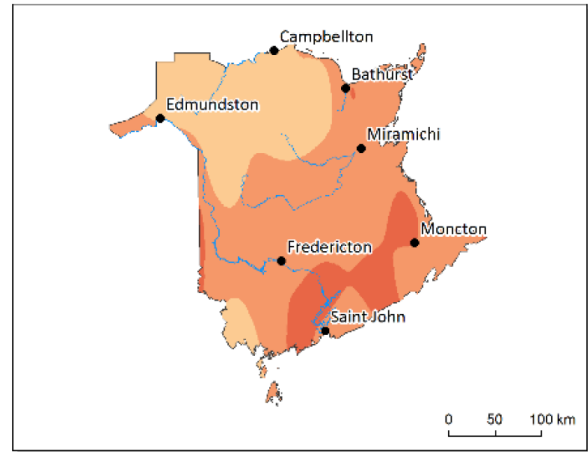 Campbellton
Bathurst
Edmundston
Miramichi
Moncton
Fredericton
Saint John
0 50 100 km